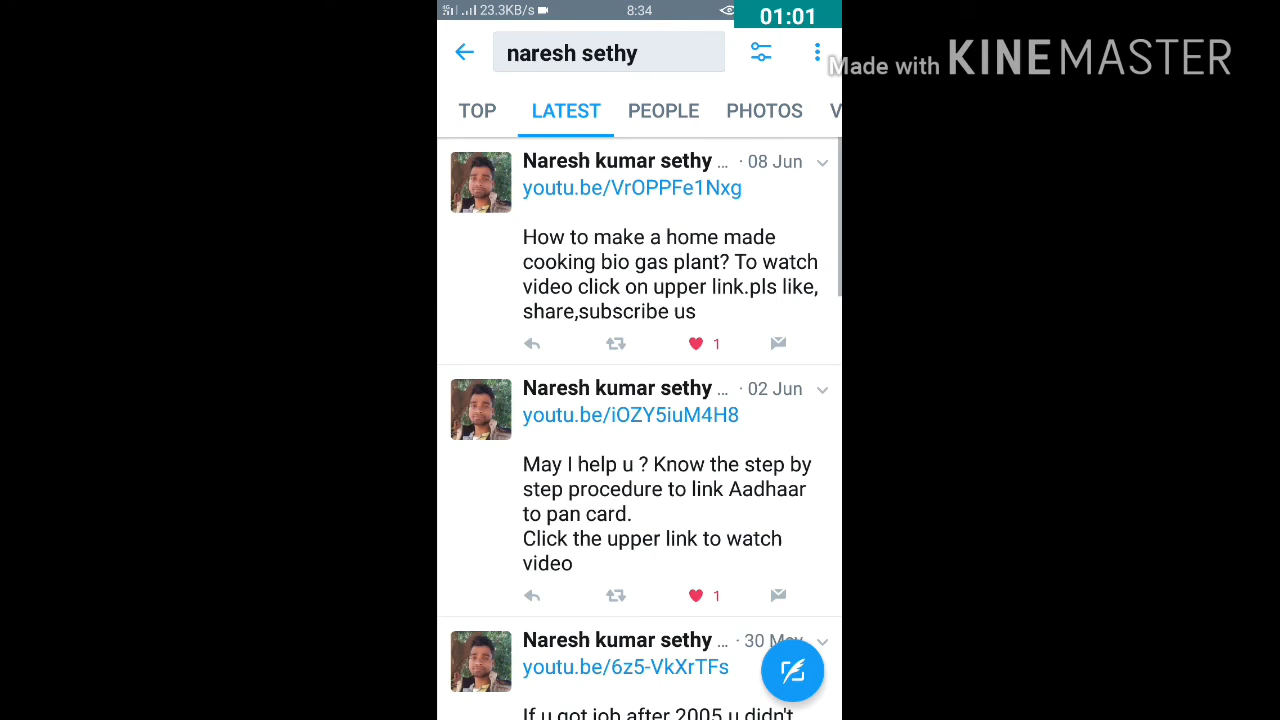 23.3KB/s
8:34
01:01
naresh sethy
Made with KINEMASTER
TOP LATEST PEOPLE PHOTOS V
Naresh kumar sethy ... · 08 Jun
youtu.be/VrOPPFe1Nxg
How to make a home made
cooking bio gas plant? To watch
video click on upper link.pls like,
share,subscribe us
1
Naresh kumar sethy ... · 02 Jun
youtu.be/iOZY5iuM4H8
May I help u ? Know the step by
step procedure to link Aadhaar
to pan card.
Click the upper link to watch
video
1
Naresh kumar sethy ... · 30 May
youtu.be/6z5-VkXrTFs
If u got job after 2005 u didn't